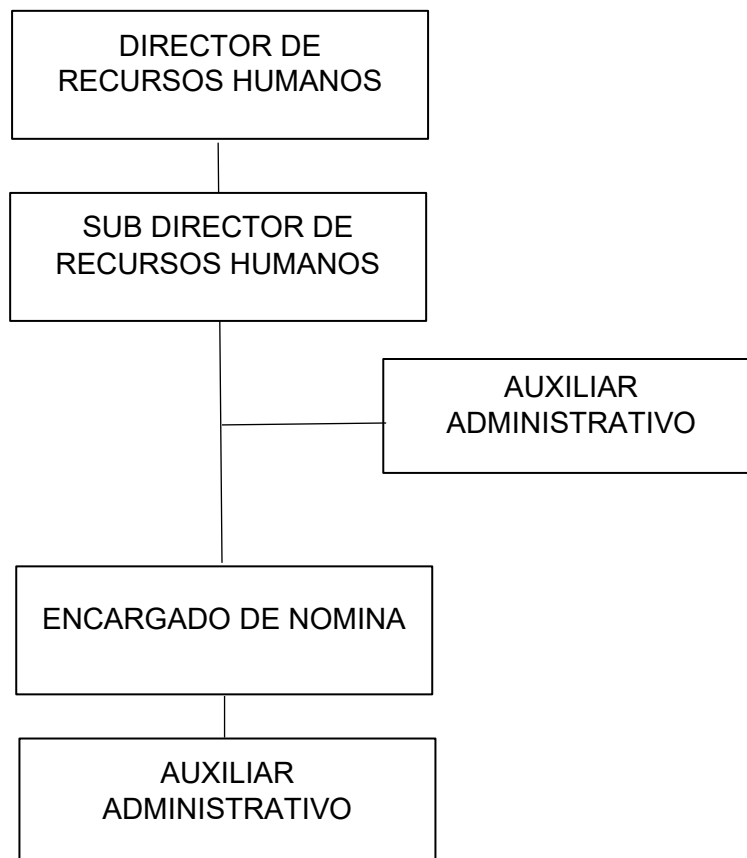 DIRECTOR DE
RECURSOS HUMANOS
SUB DIRECTOR DE
RECURSOS HUMANOS
AUXILIAR
ADMINISTRATIVO
ENCARGADO DE NOMINA
AUXILIAR
ADMINISTRATIVO